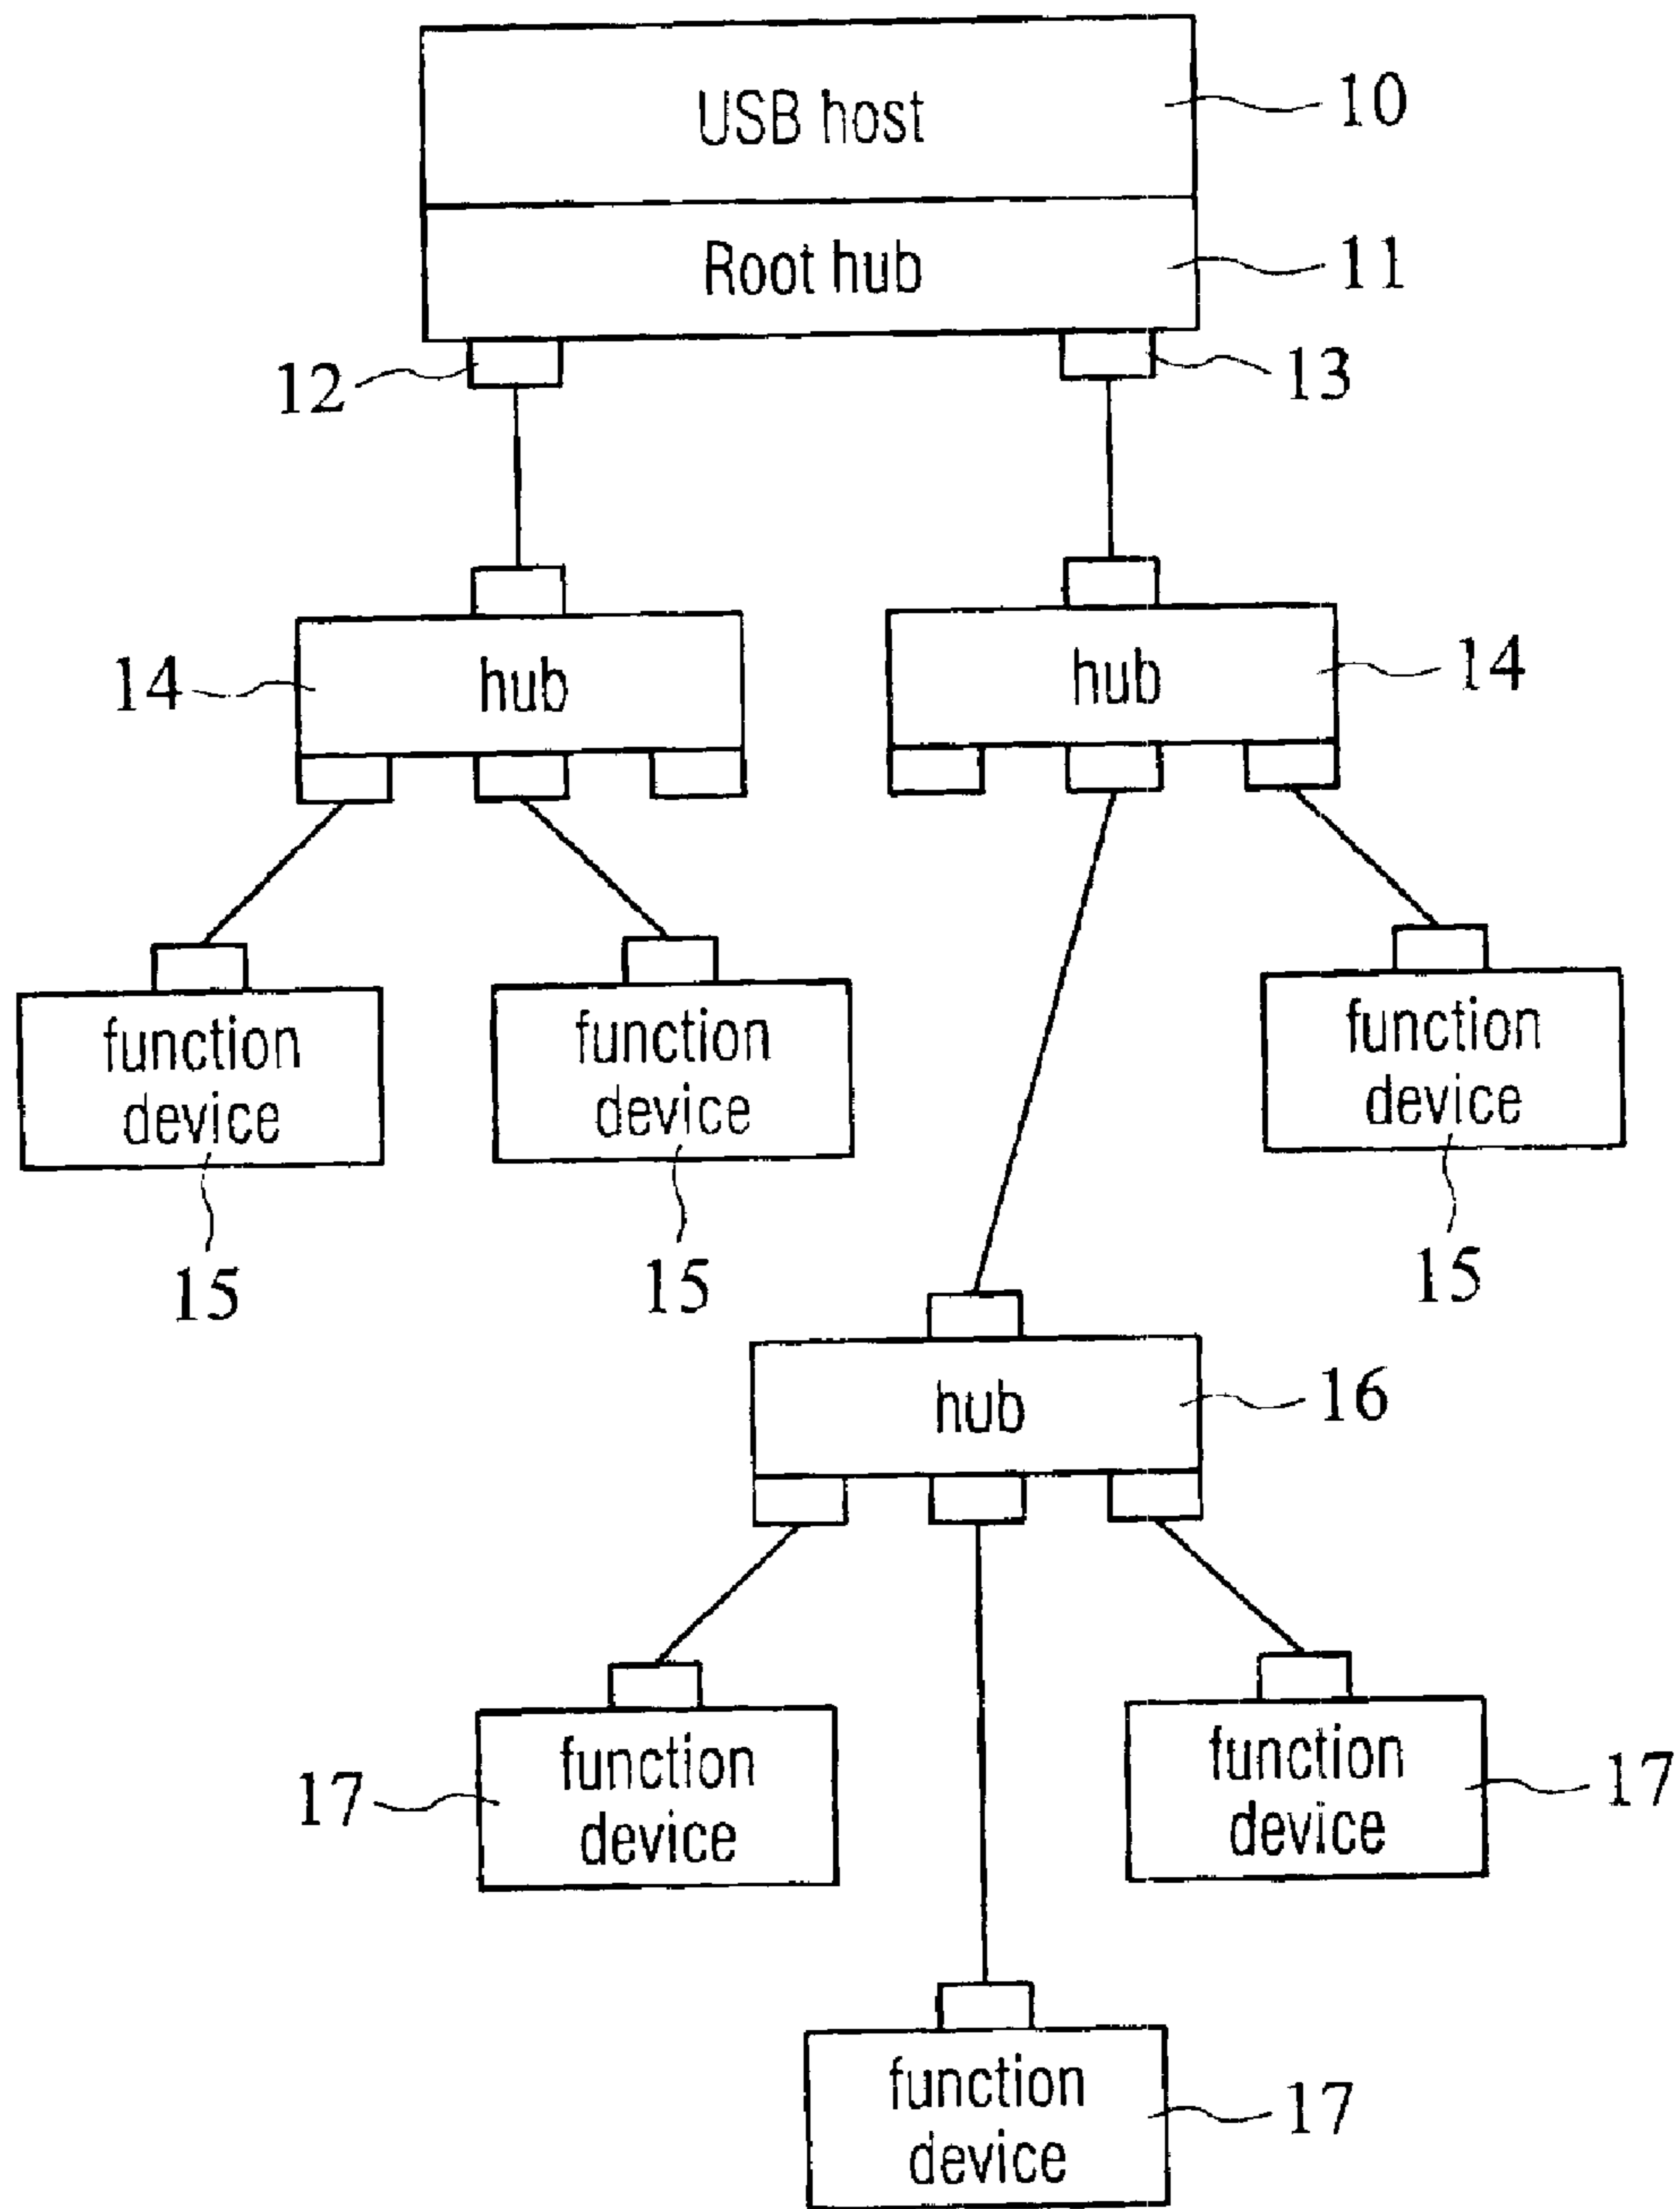 USB host
10
Root hub
11
12
13
14
hub
hub
14
function
device
function
device
function
device
15
15
15
hub
16
17
function
device
function
device
17
function
device
17